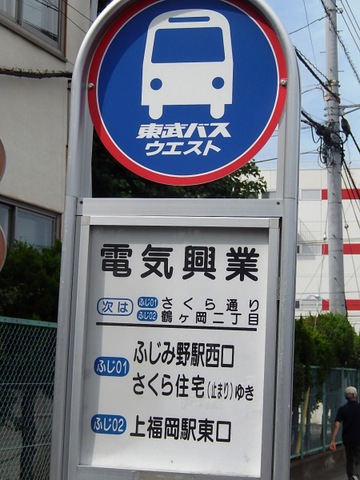 東武バス
ウエスト
電気興業
次は ふじ01 さくら通り
ふじ02 鶴ヶ岡二丁目
ふじ01 ふじみ野駅西口
さくら住宅(止まり)ゆき
ふじ02 上福岡駅東口